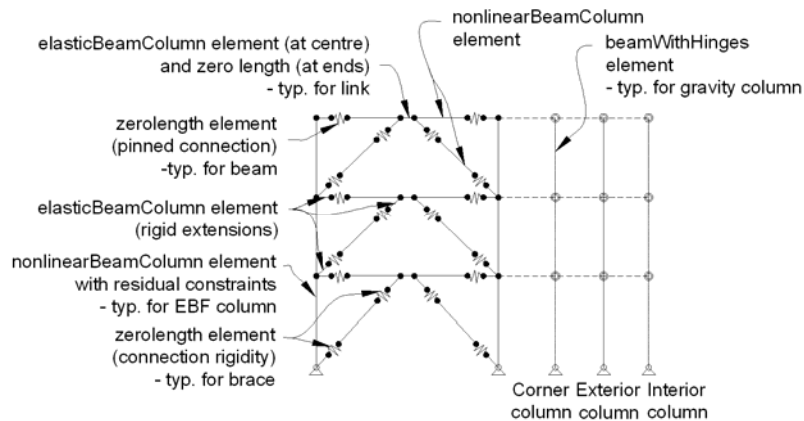 nonlinearBeamColumn
element
elasticBeamColumn element (at centre)
and zero length (at ends)
- typ. for link
beamWithHinges
element
- typ. for gravity column
zerolength element
(pinned connection)
-typ. for beam
elasticBeamColumn element
(rigid extensions)
nonlinearBeamColumn element
with residual constraints
- typ. for EBF column
zerolength element
(connection rigidity)
- typ. for brace
Corner Exterior Interior
column column column